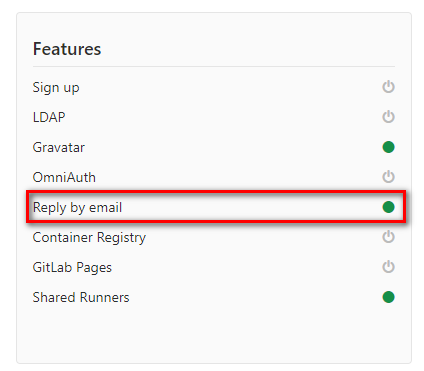 Features
Sign up
LDAP
Gravatar
OmniAuth
Reply by email
Container Registry
GitLab Pages
Shared Runners